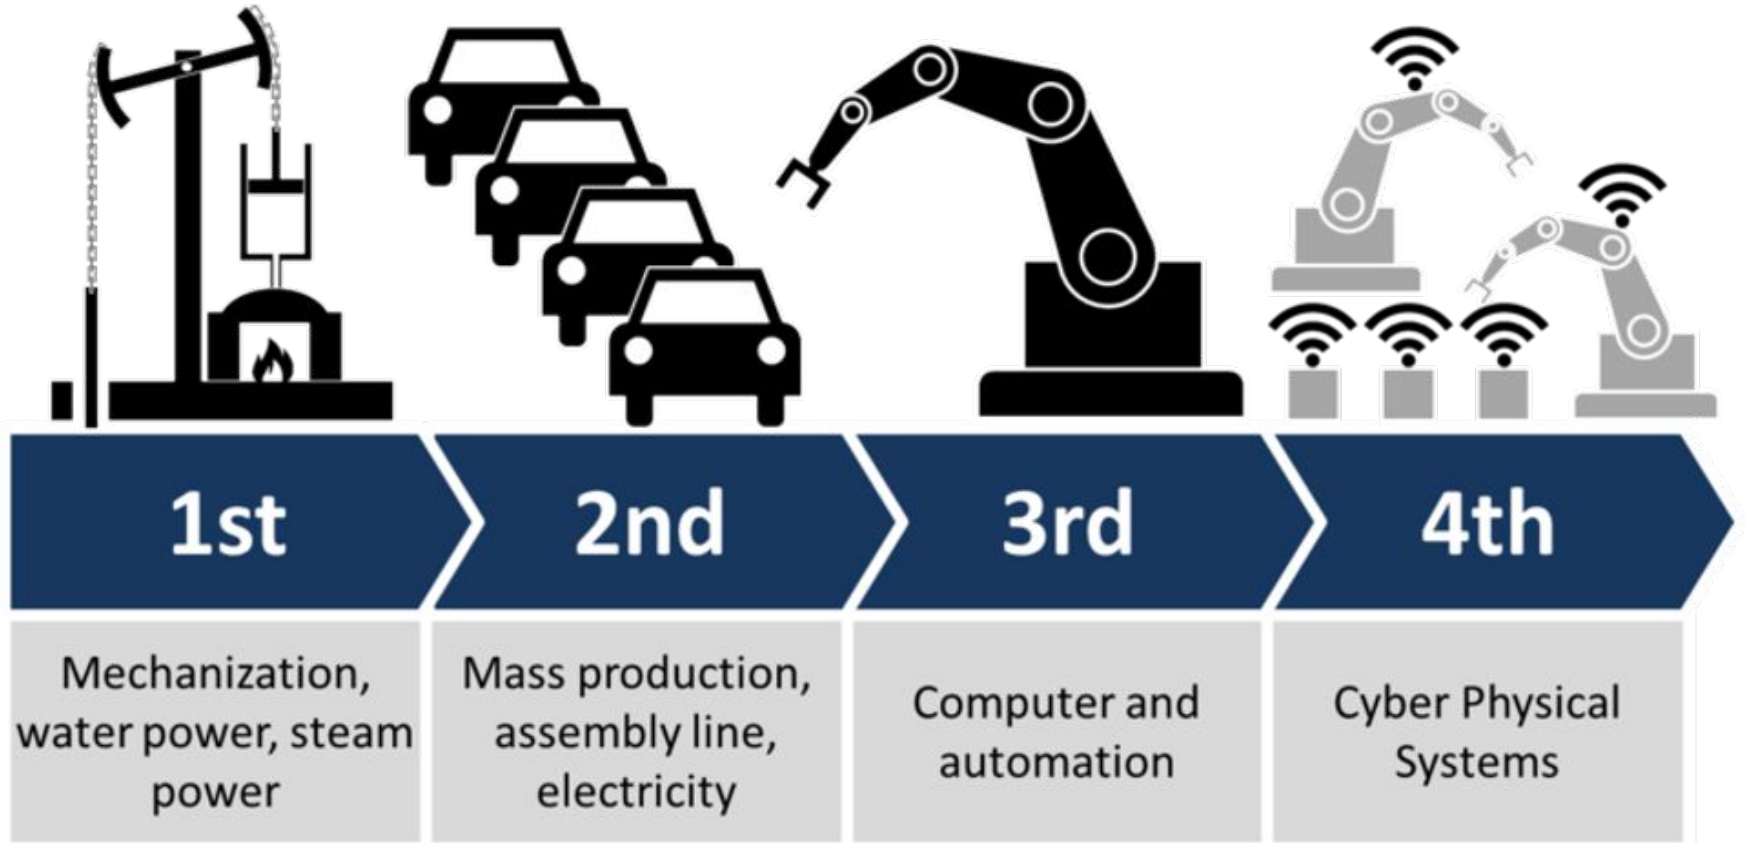 1st
2nd
3rd
4th
Mechanization,
water power, steam
power
Mass production,
assembly line,
electricity
Computer and
automation
Cyber Physical
Systems